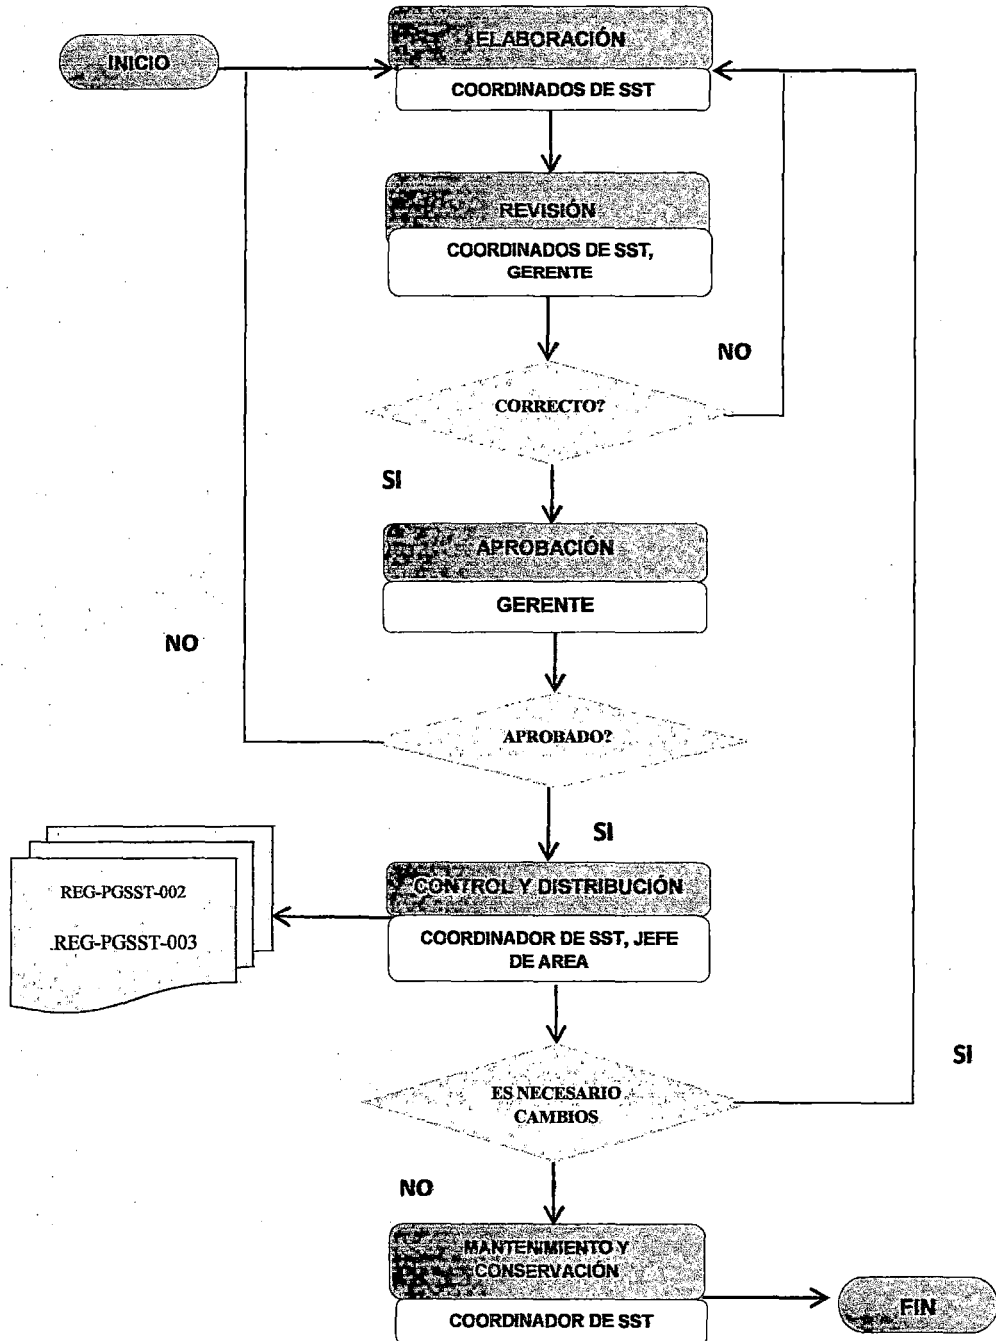 INICIO
ELABORACIÓN
COORDINADOS DE SST
REVISIÓN
COORDINADOS DE SST,
GERENTE
NO
CORRECTO?
SI
APROBACIÓN
GERENTE
NO
APROBADO?
SI
CONTROL Y DISTRIBUCIÓN
REG-PGSST-002
REG-PGSST-003
COORDINADOR DE SST, JEFE
DE AREA
SI
ES NECESARIO
CAMBIOS
NO
MANTENIMIENTO Y
CONSERVACIÓN
COORDINADOR DE SST
FIN